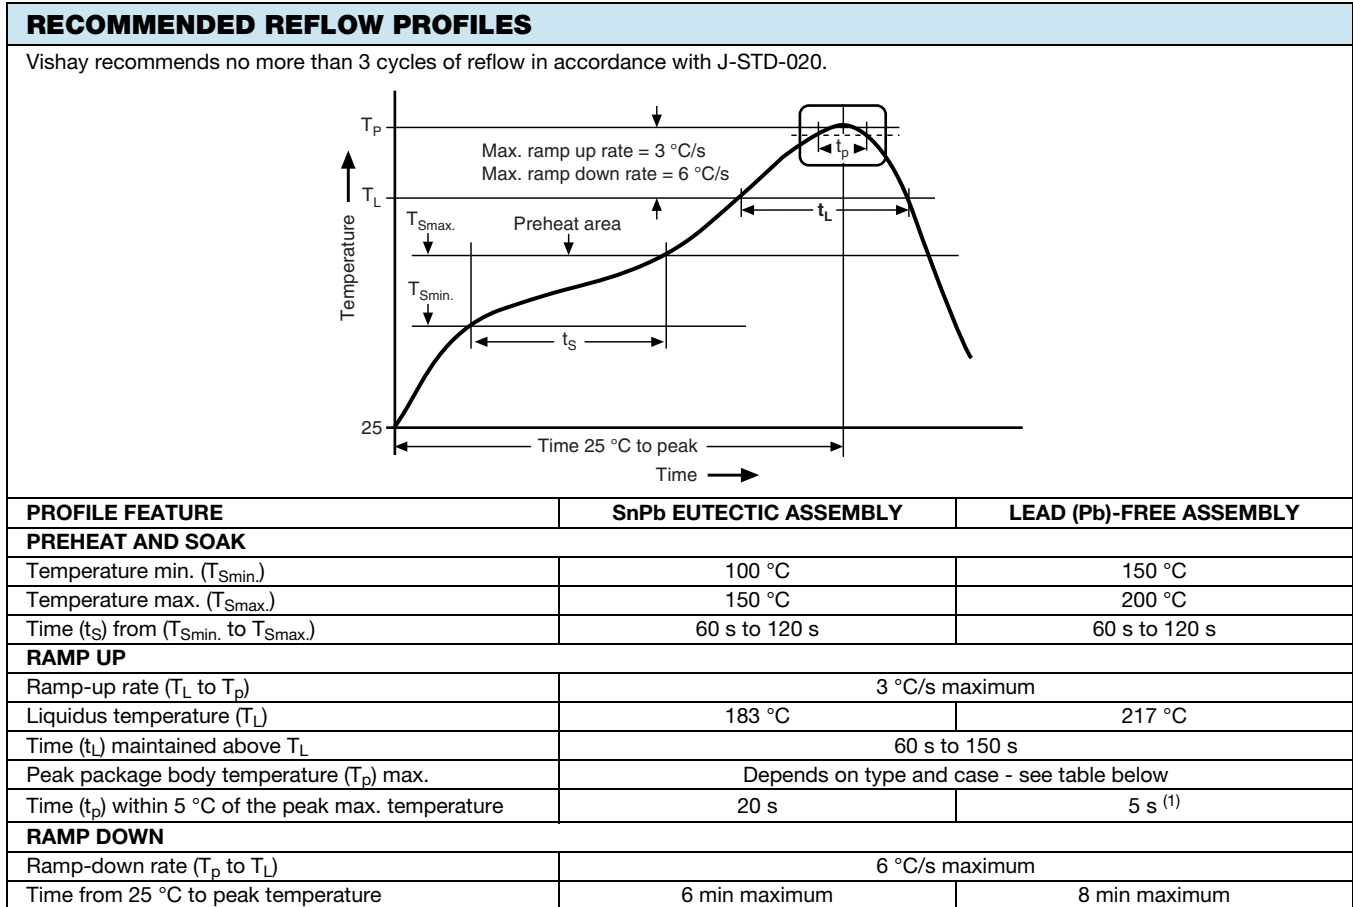 RECOMMENDED REFLOW PROFILES
Vishay recommends no more than 3 cycles of reflow in accordance with J-STD-020.
TP
Max. ramp up rate = 3 °C/s
Max. ramp down rate = 6 °C/s
tp
TL
tL
TSmax.
Preheat area
Temperature
TSmin.
tS
25
Time 25 °C to peak
Time
PROFILE FEATURE SnPb EUTECTIC ASSEMBLY LEAD (Pb)-FREE ASSEMBLY
PREHEAT AND SOAK
Temperature min. (TSmin.) 100 °C 150 °C
Temperature max. (TSmax.) 150 °C 200 °C
Time (tS) from (TSmin. to TSmax.) 60 s to 120 s 60 s to 120 s
RAMP UP
Ramp-up rate (TL to Tp) 3 °C/s maximum
Liquidus temperature (TL) 183 °C 217 °C
Time (tL) maintained above TL 60 s to 150 s
Peak package body temperature (Tp) max. Depends on type and case - see table below
Time (tp) within 5 °C of the peak max. temperature 20 s 5 s (1)
RAMP DOWN
Ramp-down rate (Tp to TL) 6 °C/s maximum
Time from 25 °C to peak temperature 6 min maximum 8 min maximum